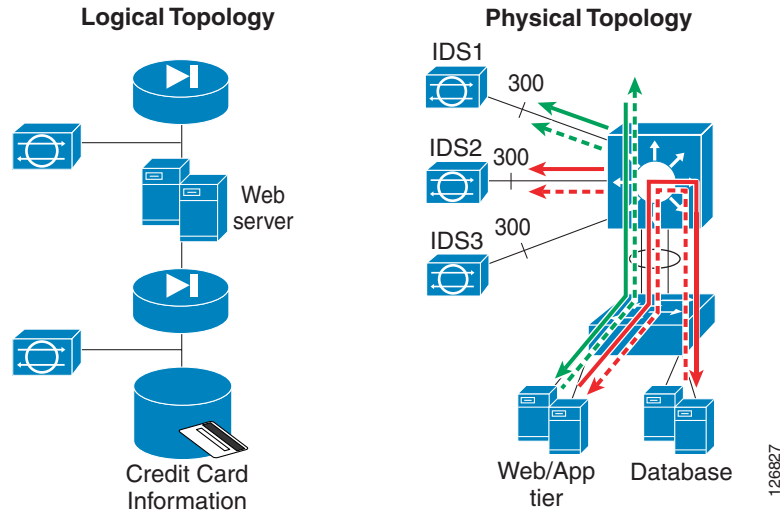 Logical Topology
Web
server
Credit Card
Information
Physical Topology
IDS1
300
IDS2
300
IDS3
300
Web/App
tier
Database
126827